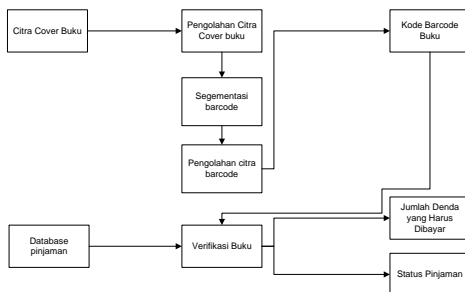 Citra Cover Buku
Pengolahan Citra
Cover buku
Kode Barcode
Buku
Segementasi
barcode
Pengolahan citra
barcode
Jumlah Denda
yang Harus
Dibayar
Database
pinjaman
Verifikasi Buku
Status Pinjaman